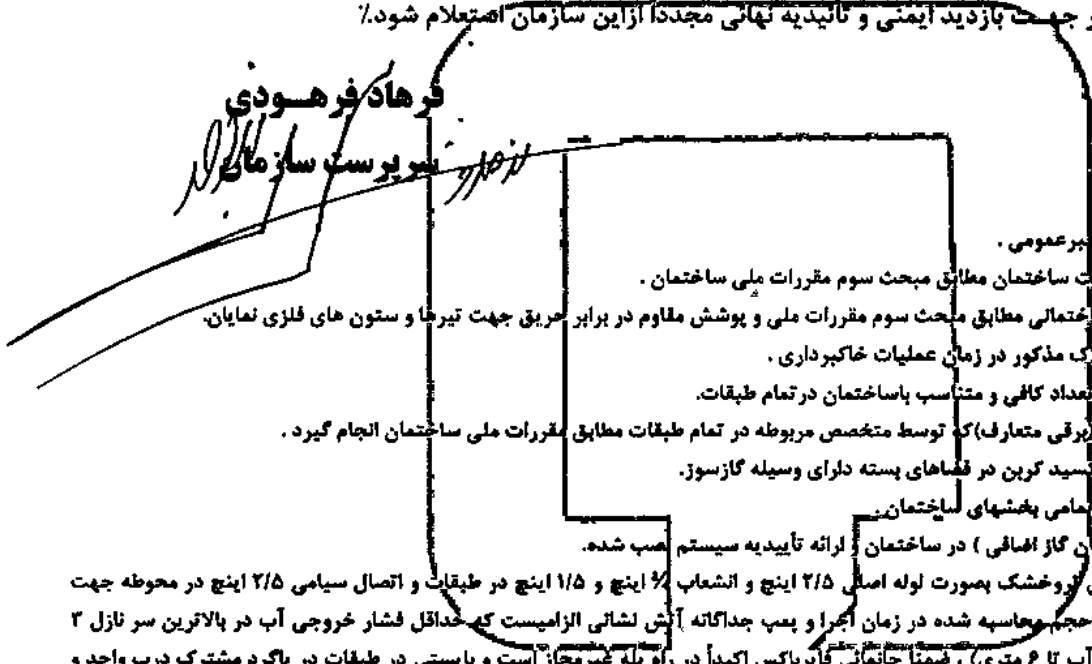 جهت بازدید ایمنی و تائیدیه نهائی مجددا ازاین سازمان استعلام شود.٪
فرهاد فرهودی
سرپرست سازمان
عمومی .
ساختمان مطابق مبحث سوم مقررات ملی ساختمان .
مطابق مبحث سوم مقررات ملی و پوشش مقاوم در برابر حریق جهت تیرها و ستون های فلزی نمایان.
مذکور در زمان عملیات خاکبرداری .
تعداد کافی و متناسب باساختمان درتمام طبقات.
برقی متعارف)که توسط متخصص مربوطه در تمام طبقات مطابق مقررات ملی ساختمان انجام گیرد .
کربن در فضاهای بسته دارای وسیله گازسوز.
تمامی بخشهای ساختمان.
گاز اضافی ) در ساختمان و ارائه تأییدیه سیستم نصب شده.
بصورت لوله اصلی ۲/۵ اینچ و انشعاب ¾ اینچ و ۱/۵ اینچ در طبقات و اتصال سیامی ۲/۵ اینچ در محوطه جهت
حجم محاسبه شده در زمان اجرا و پمپ جداگانه آتش نشانی الزامیست که حداقل فشار خروجی آب در بالاترین سر نازل ۳
تا ۶ متری) . ضمنا جانمائی فایرباکس اکیداً در راه پله غیرمجاز است و بایستی در طبقات در پاگرد مشترک درب واحد و